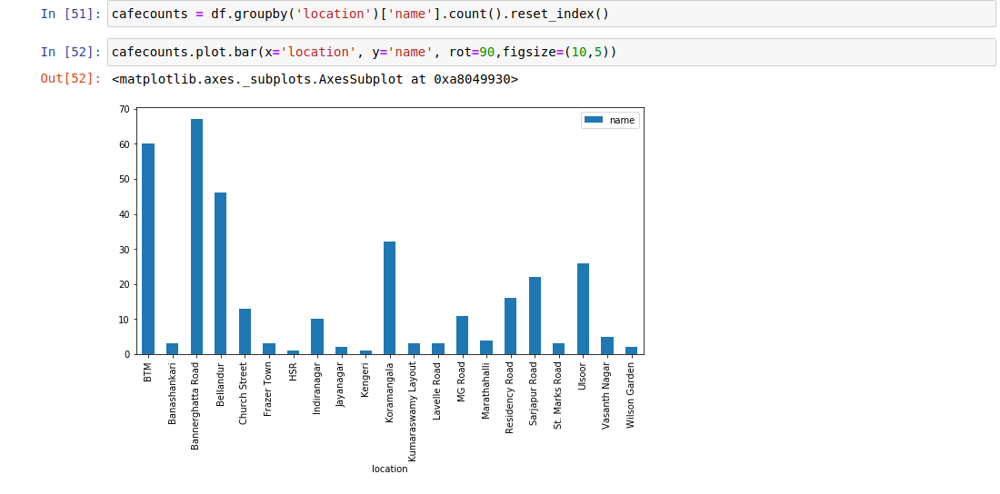 In [51]: cafecounts = df.groupby('location')['name'].count().reset_index()
In [52]: cafecounts.plot.bar(x='location', y='name', rot=90,figsize=(10,5))
Out[52]: <matplotlib.axes._subplots.AxesSubplot at 0xa8049930>
name
70
60
50
40
30
20
10
0
BTM
Banashankari
Bannerghatta Road
Bellandur
Church Street
Frazer Town
HSR
Indiranagar
Jayanagar
Kengeri
Koramangala
Kumaraswamy Layout
Lavelle Road
MG Road
Marathahalli
Residency Road
Sarjapur Road
St. Marks Road
Ulsoor
Vasanth Nagar
Wilson Garden
location